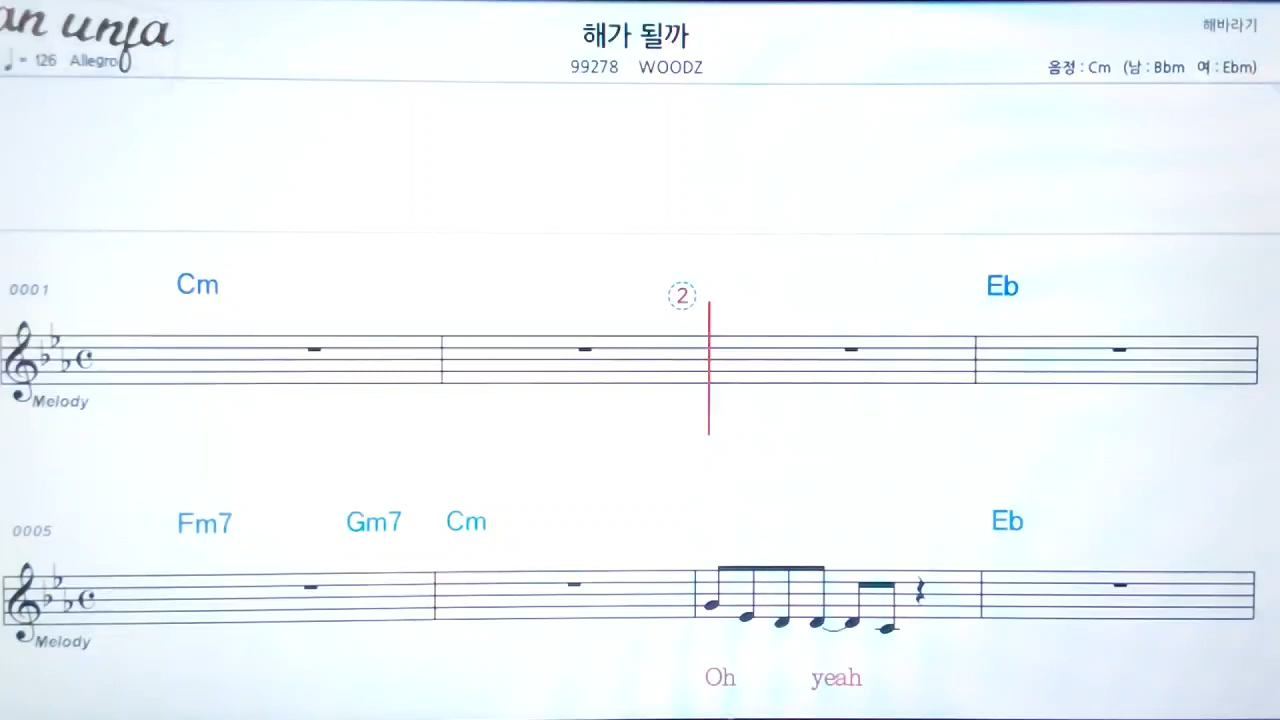 an unfa
♩= 126 Allegro
해가 될까
99278 WOODZ
해바라기
음정 : Cm (남 : Bbm 여 : Ebm)
0001 Cm ② Eb
Melody
0005 Fm7 Gm7 Cm Eb
Melody
Oh yeah